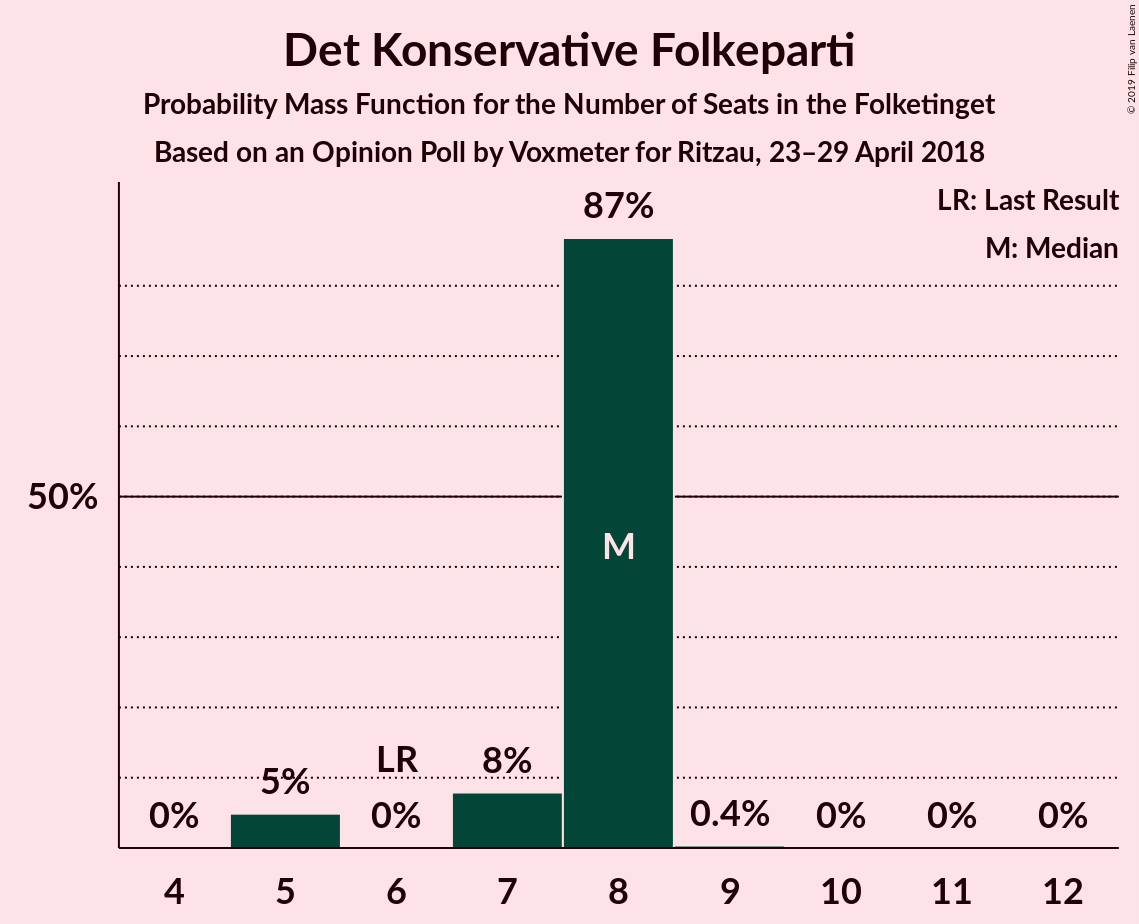 Det Konservative Folkeparti
Probability Mass Function for the Number of Seats in the Folketinget
Based on an Opinion Poll by Voxmeter for Ritzau, 23–29 April 2018
© 2019 Filip van Laenen
LR: Last Result
M: Median
87%
50%
M
LR
8%
5%
0%
0%
0.4%
0%
0%
0%
4 5 6 7 8 9 10 11 12